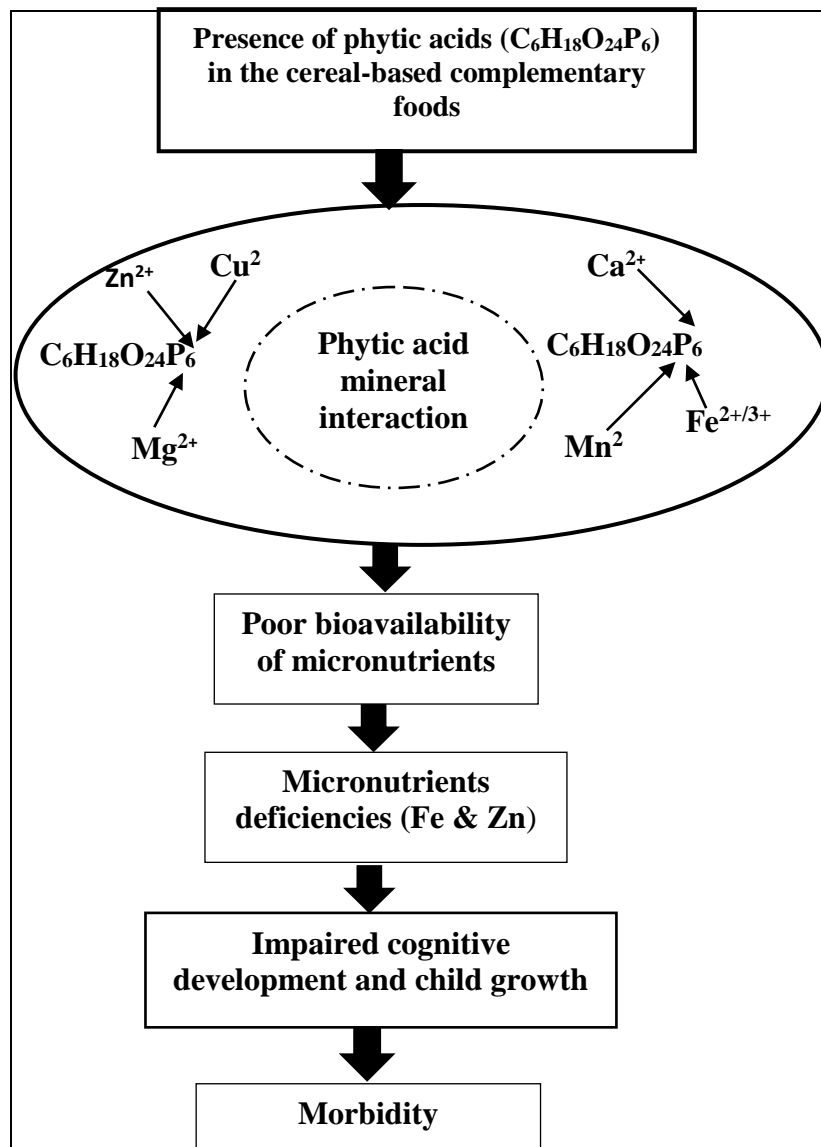 Presence of phytic acids (C₆H₁₈O₂₄P₆)
in the cereal-based complementary
foods
Zn²⁺
Cu²
Ca²⁺
C₆H₁₈O₂₄P₆
Phytic acid
mineral
interaction
C₆H₁₈O₂₄P₆
Mg²⁺
Mn²
Fe²⁺/³⁺
Poor bioavailability
of micronutrients
Micronutrients
deficiencies (Fe & Zn)
Impaired cognitive
development and child growth
Morbidity